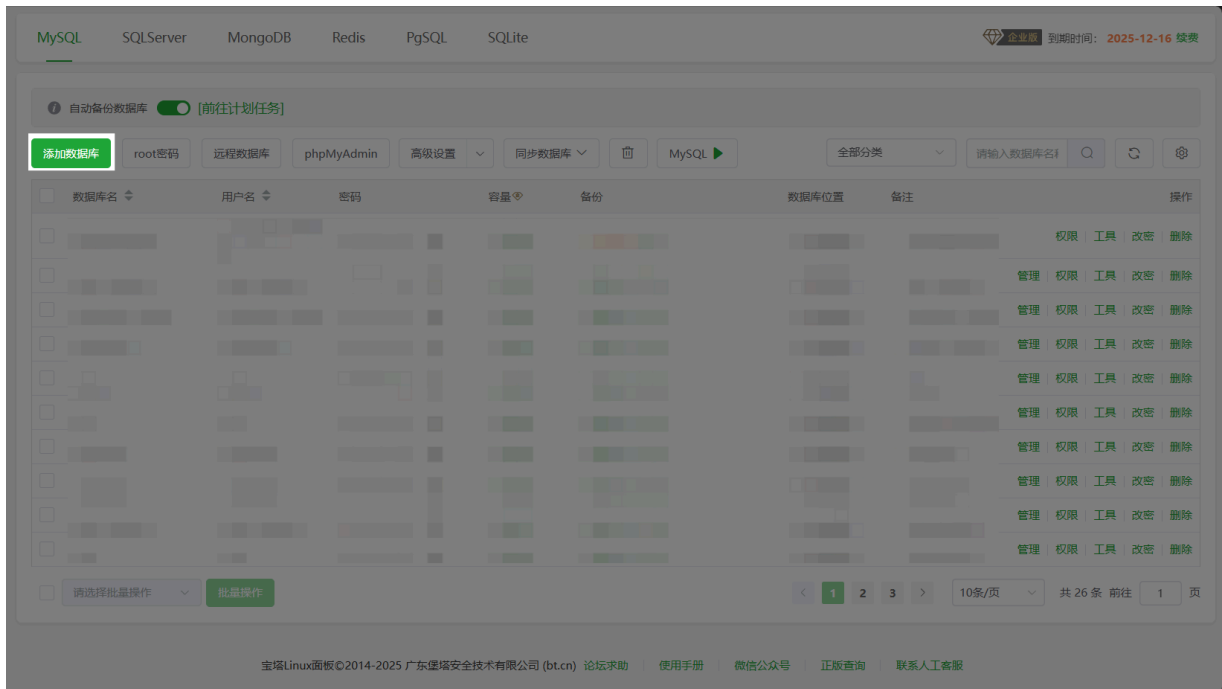 MySQL SQLServer MongoDB Redis PgSQL SQLite 企业版 到期时间： 2025-12-16 续费
自动备份数据库 [前往计划任务]
添加数据库 root密码 远程数据库 phpMyAdmin 高级设置 同步数据库 MySQL 全部分类 请输入数据库名称
数据库名 用户名 密码 容量 备份 数据库位置 备注 操作
权限 工具 改密 删除
管理 权限 工具 改密 删除
管理 权限 工具 改密 删除
管理 权限 工具 改密 删除
管理 权限 工具 改密 删除
管理 权限 工具 改密 删除
管理 权限 工具 改密 删除
管理 权限 工具 改密 删除
管理 权限 工具 改密 删除
管理 权限 工具 改密 删除
请选择批量操作 批量操作 1 2 3 10条/页 共 26 条 前往 1 页
宝塔Linux面板©2014-2025 广东堡塔安全技术有限公司 (bt.cn) 论坛求助 使用手册 微信公众号 正版查询 联系人工客服